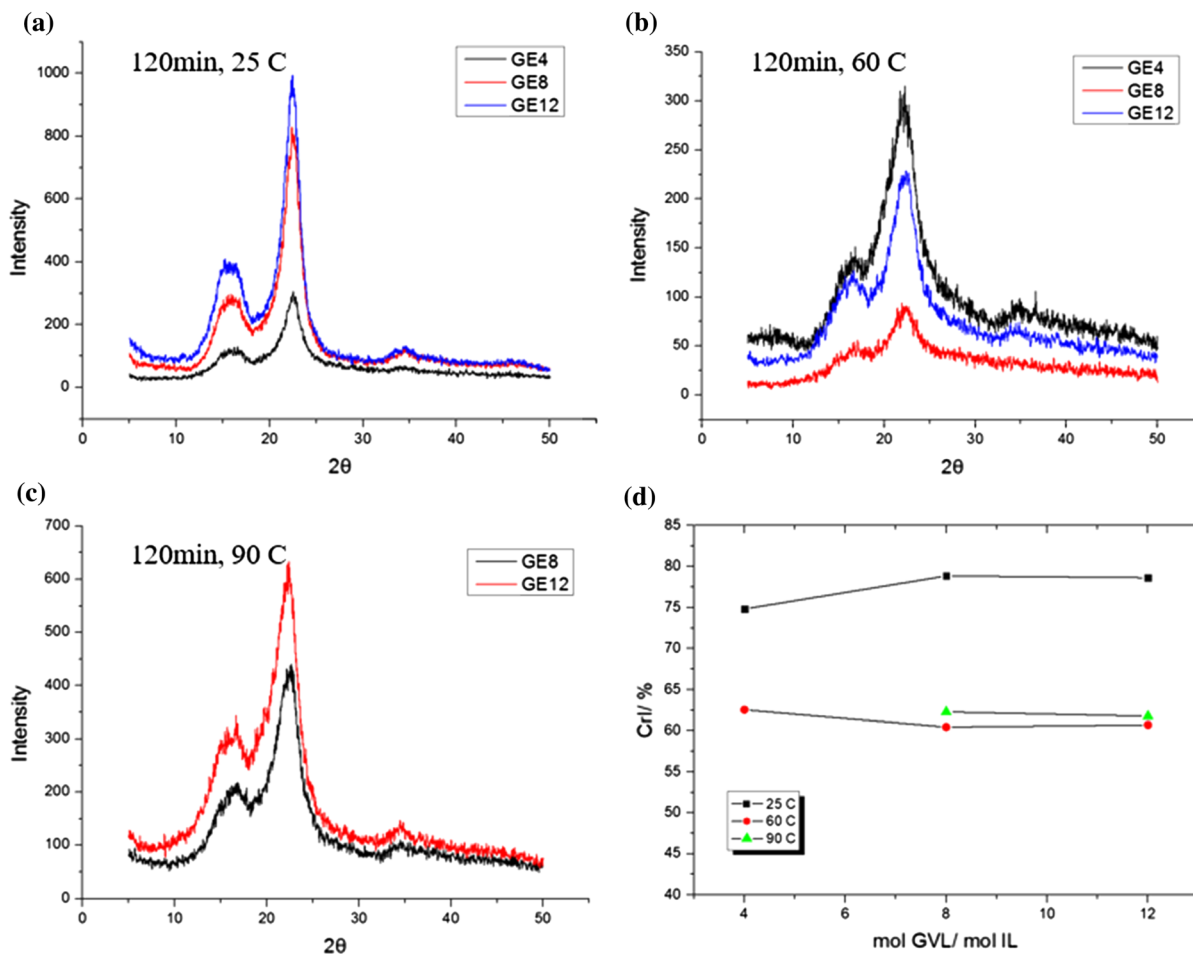 (a)
120min, 25 C
GE4
GE8
GE12
1000
800
600
400
200
0
Intensity
0 10 20 30 40 50
2θ
(b)
120min, 60 C
GE4
GE8
GE12
350
300
250
200
150
100
50
0
Intensity
0 10 20 30 40 50
2θ
(c)
120min, 90 C
GE8
GE12
700
600
500
400
300
200
100
0
Intensity
0 10 20 30 40 50
2θ
(d)
85
80
75
70
65
60
55
50
45
40
CrI/ %
25 C
60 C
90 C
4 6 8 10 12
mol GVL/ mol IL